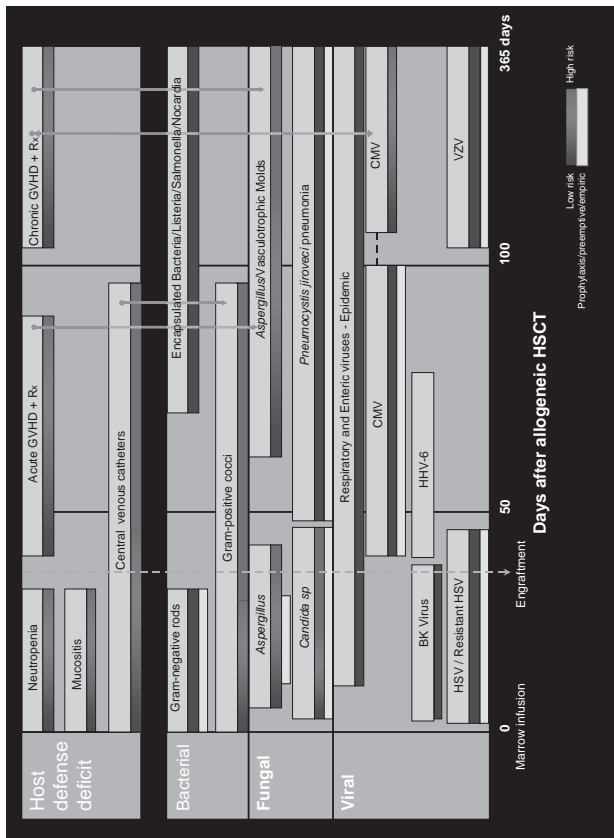 Host
defense
deficit
Neutropenia
Acute GVHD + Rx
Chronic GVHD + Rx
Mucositis
Central venous catheters
Bacterial
Gram-negative rods
Encapsulated Bacteria/Listeria/Salmonella/Nocardia
Gram-positive cocci
Fungal
Aspergillus
Aspergillus/Vasculotrophic Molds
Candida sp
Pneumocystis jiroveci pneumonia
Viral
Respiratory and Enteric viruses - Epidemic
CMV
CMV
BK Virus
HHV-6
HSV / Resistant HSV
VZV
0
50
100
365 days
Marrow infusion
Engraftment
Days after allogeneic HSCT
Low risk
High risk
Prophylaxis/preemptive/empiric